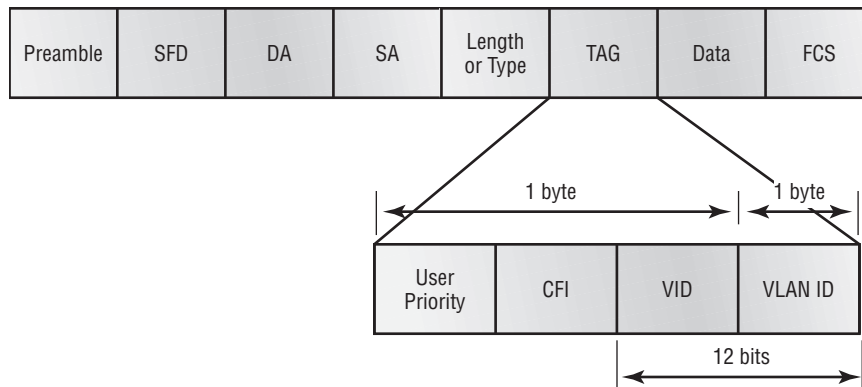 Preamble SFD DA SA Length or Type TAG Data FCS
1 byte 1 byte
User Priority CFI VID VLAN ID
12 bits